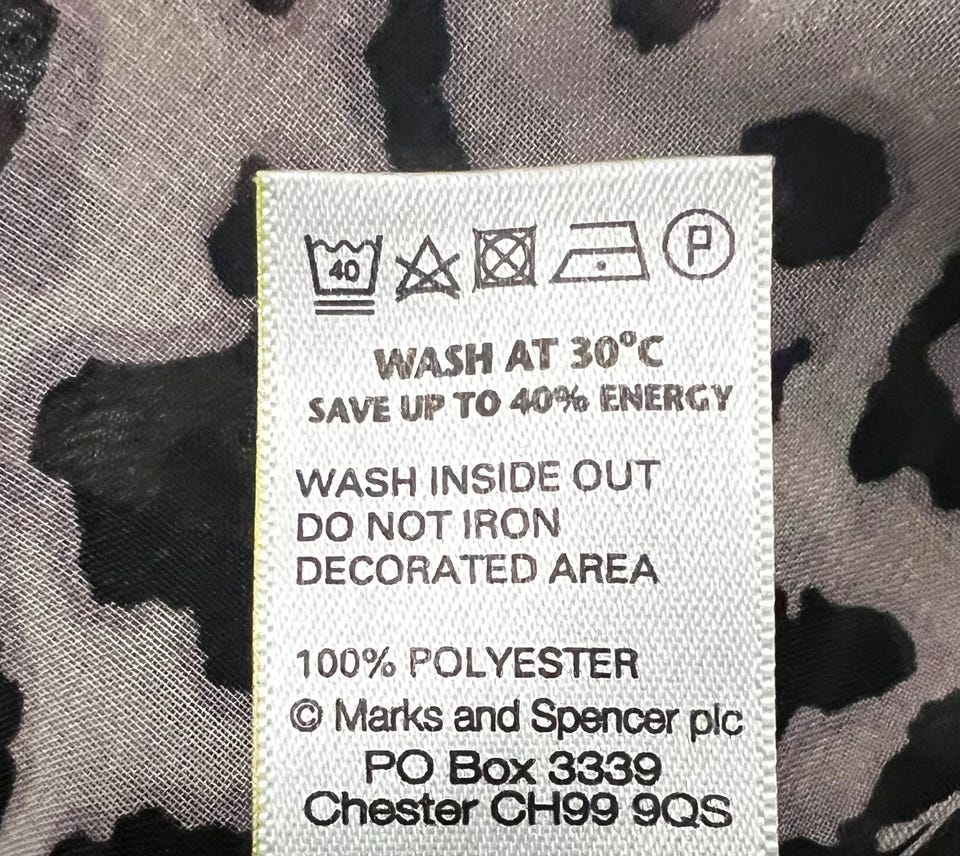 40 P
WASH AT 30°C
SAVE UP TO 40% ENERGY
WASH INSIDE OUT
DO NOT IRON
DECORATED AREA
100% POLYESTER
© Marks and Spencer plc
PO Box 3339
Chester CH99 9QS